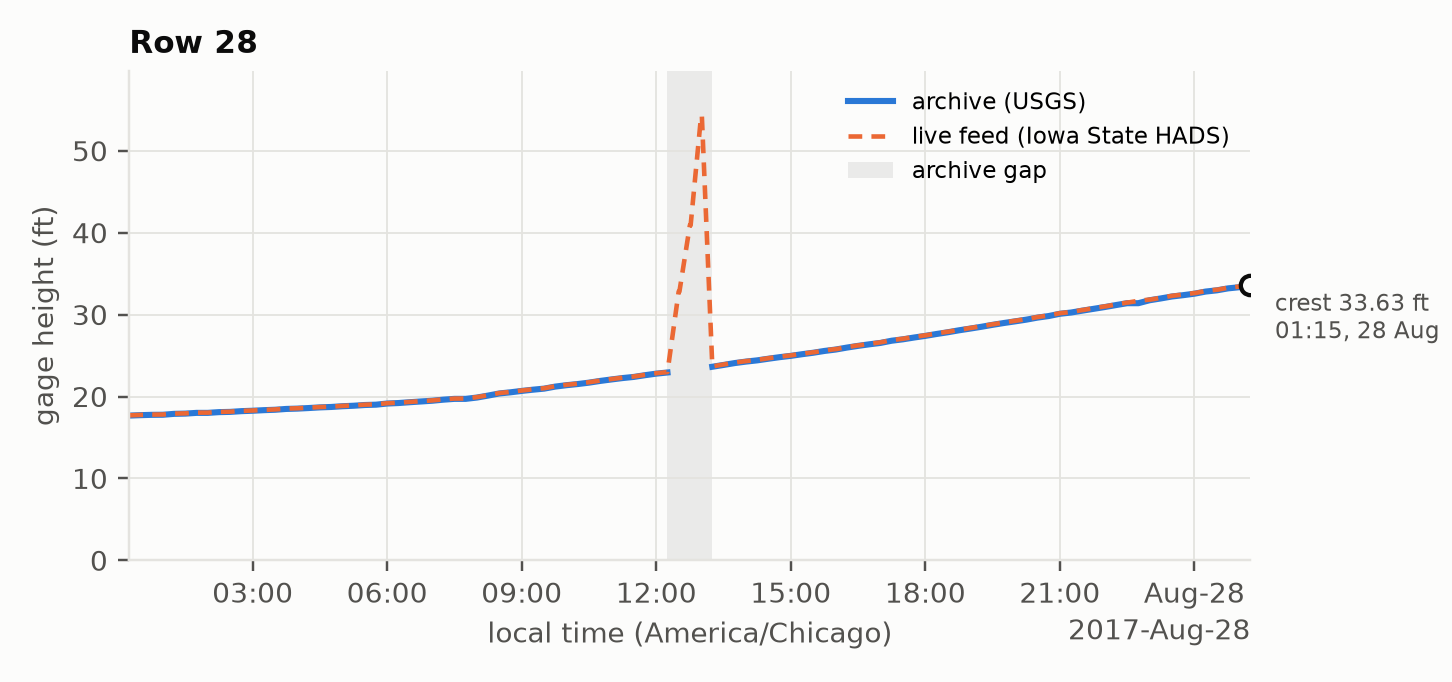 Row 28
archive (USGS)
live feed (Iowa State HADS)
archive gap
gage height (ft)
50
40
30
20
10
0
crest 33.63 ft
01:15, 28 Aug
03:00 06:00 09:00 12:00 15:00 18:00 21:00 Aug-28
local time (America/Chicago)
2017-Aug-28